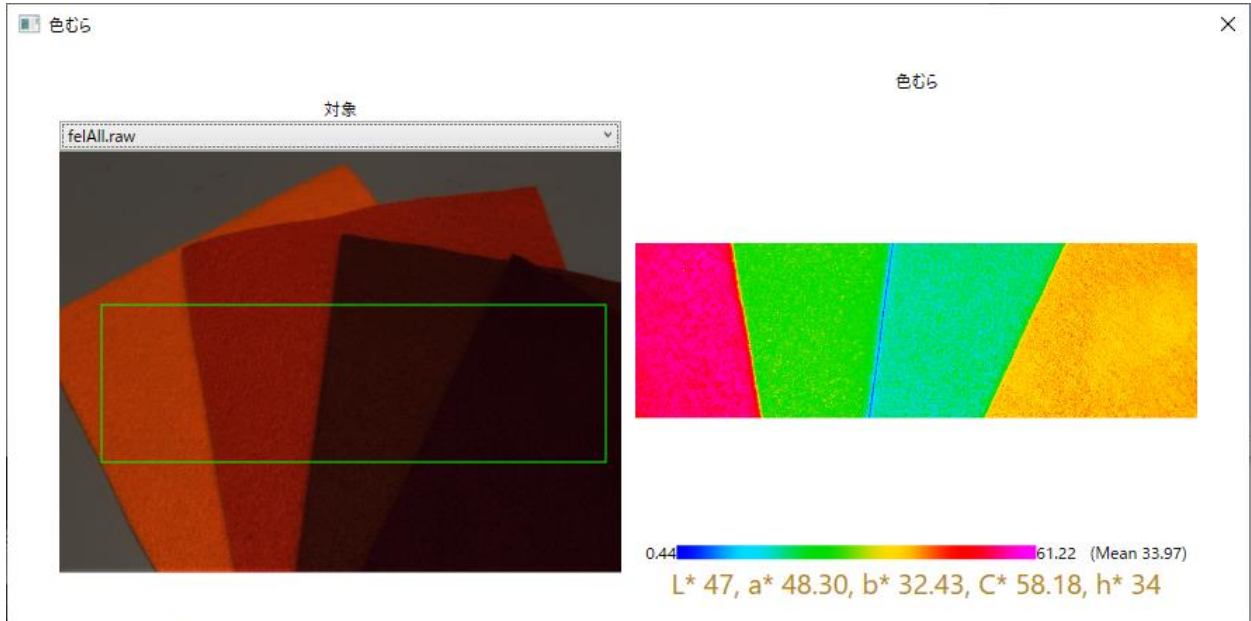 色むら
対象
felAll.raw
色むら
0.44 61.22 (Mean 33.97)
L* 47, a* 48.30, b* 32.43, C* 58.18, h* 34